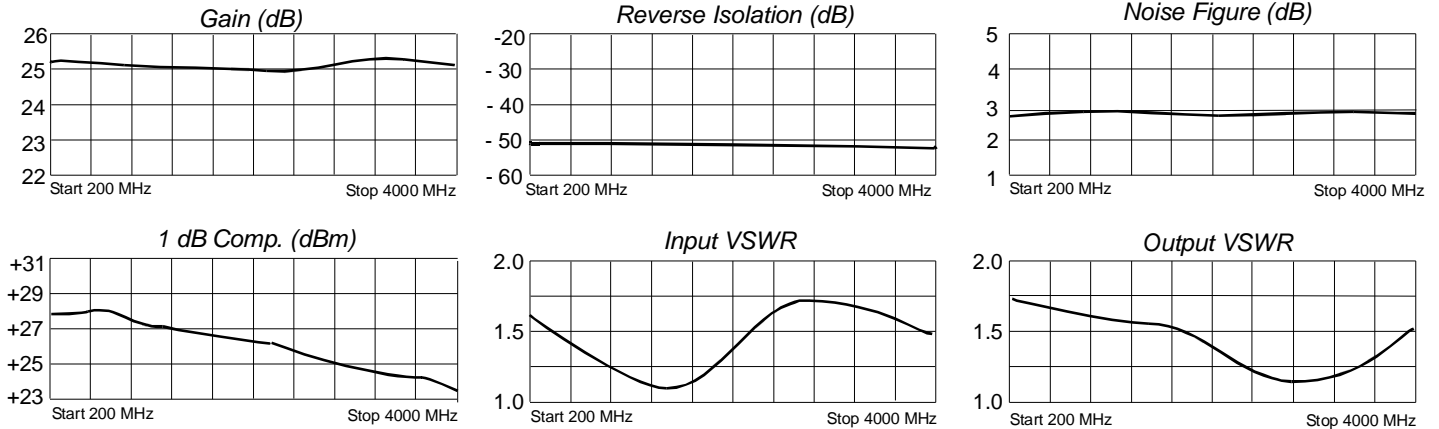 Gain (dB)
26
25
24
23
22
Start 200 MHz
Stop 4000 MHz
Reverse Isolation (dB)
-20
- 30
- 40
- 50
- 60
Start 200 MHz
Stop 4000 MHz
Noise Figure (dB)
5
4
3
2
1
Start 200 MHz
Stop 4000 MHz
1 dB Comp. (dBm)
+31
+29
+27
+25
+23
Start 200 MHz
Stop 4000 MHz
Input VSWR
2.0
1.5
1.0
Start 200 MHz
Stop 4000 MHz
Output VSWR
2.0
1.5
1.0
Start 200 MHz
Stop 4000 MHz